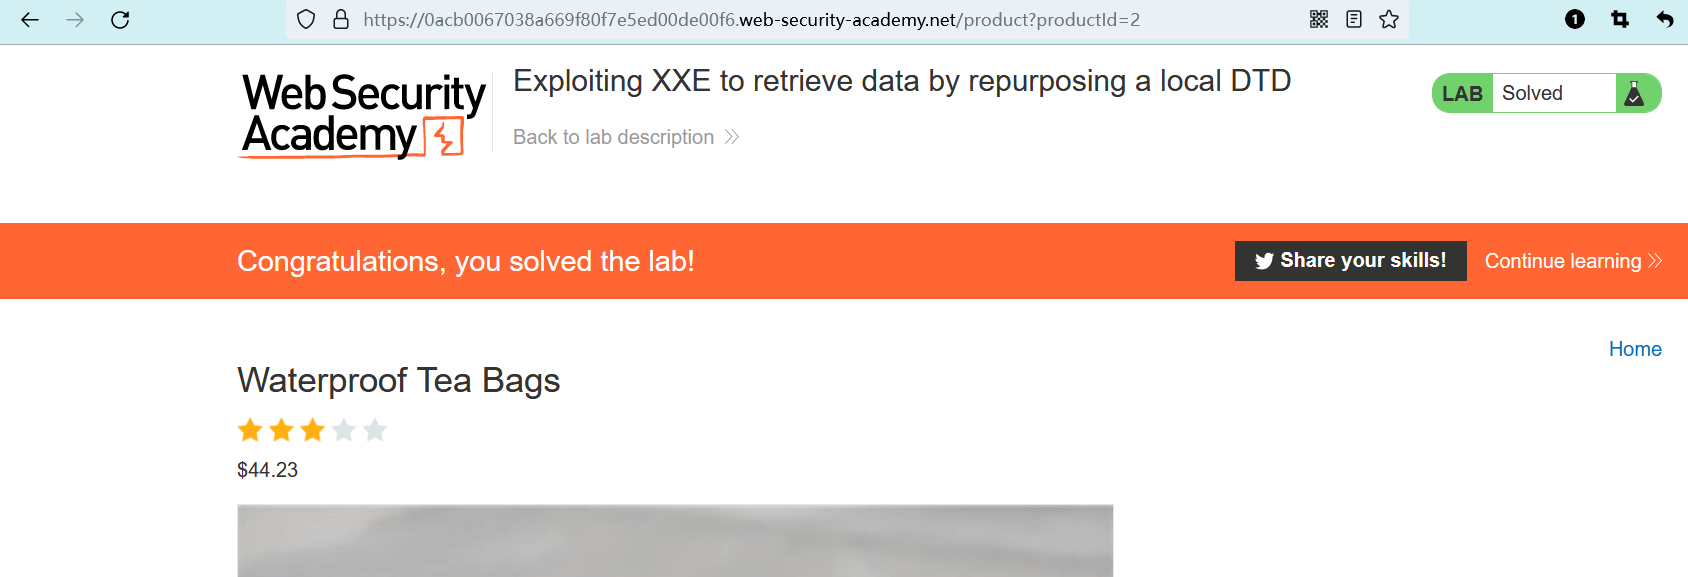 https://0acb0067038a669f80f7e5ed00de00f6.web-security-academy.net/product?productId=2
1
Web Security
Academy
Exploiting XXE to retrieve data by repurposing a local DTD
Back to lab description
LAB Solved
Congratulations, you solved the lab!
Share your skills!
Continue learning
Home
Waterproof Tea Bags
$44.23